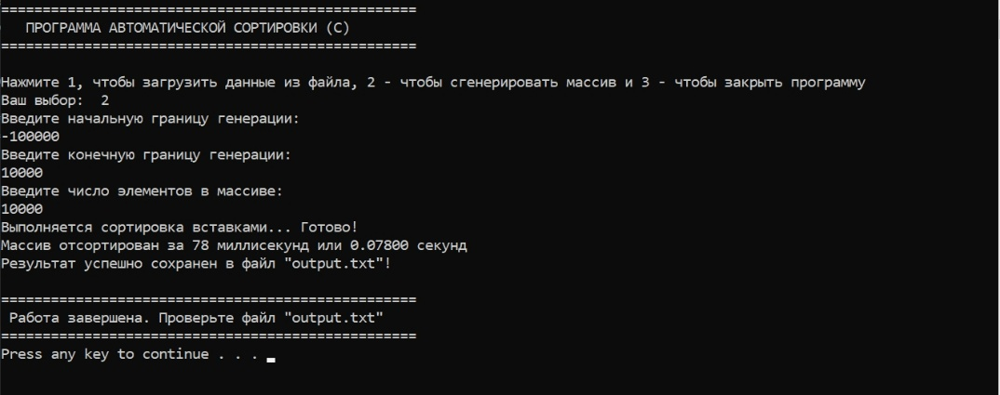 ==================================================
ПРОГРАММА АВТОМАТИЧЕСКОЙ СОРТИРОВКИ (С)
==================================================
Нажмите 1, чтобы загрузить данные из файла, 2 - чтобы сгенерировать массив и 3 - чтобы закрыть программу
Ваш выбор:  2
Введите начальную границу генерации:
-100000
Введите конечную границу генерации:
10000
Введите число элементов в массиве:
10000
Выполняется сортировка вставками... Готово!
Массив отсортирован за 78 миллисекунд или 0.07800 секунд
Результат успешно сохранен в файл "output.txt"!
==================================================
Работа завершена. Проверьте файл "output.txt"
==================================================
Press any key to continue . . .